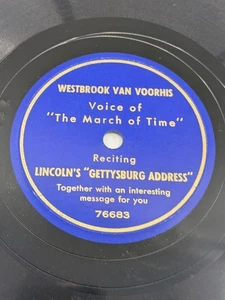 WESTBROOK VAN VOORHIS
Voice of
"The March of Time"
Reciting
LINCOLN'S "GETTYSBURG ADDRESS"
Together with an interesting
message for you
76683